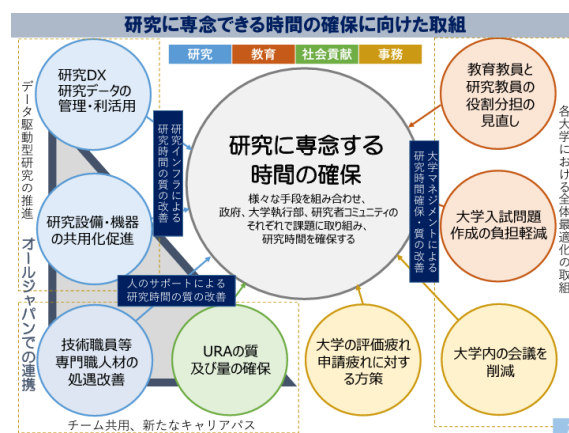 研究に専念できる時間の確保に向けた取組
研究
教育
社会貢献
事務
データ駆動型研究の推進
オールジャパンでの連携
研究DX
研究データの
管理・利活用
研究設備・機器
の共用化促進
技術職員等
専門職人材の
処遇改善
URAの質
及び量の確保
チーム共用、新たなキャリアパス
研究インフラによる
研究時間の質の改善
人のサポートによる
研究時間の質の改善
研究に専念する
時間の確保
様々な手段を組み合わせ、
政府、大学執行部、研究者コミュニティの
それぞれで課題に取り組み、
研究時間を確保する
大学マネジメントによる
研究時間確保・質の改善
大学の評価疲れ
申請疲れに対す
る方策
教育教員と
研究教員の
役割分担の
見直し
大学入試問題
作成の負担軽減
大学内の会議を
削減
各大学における全体最適化の取組